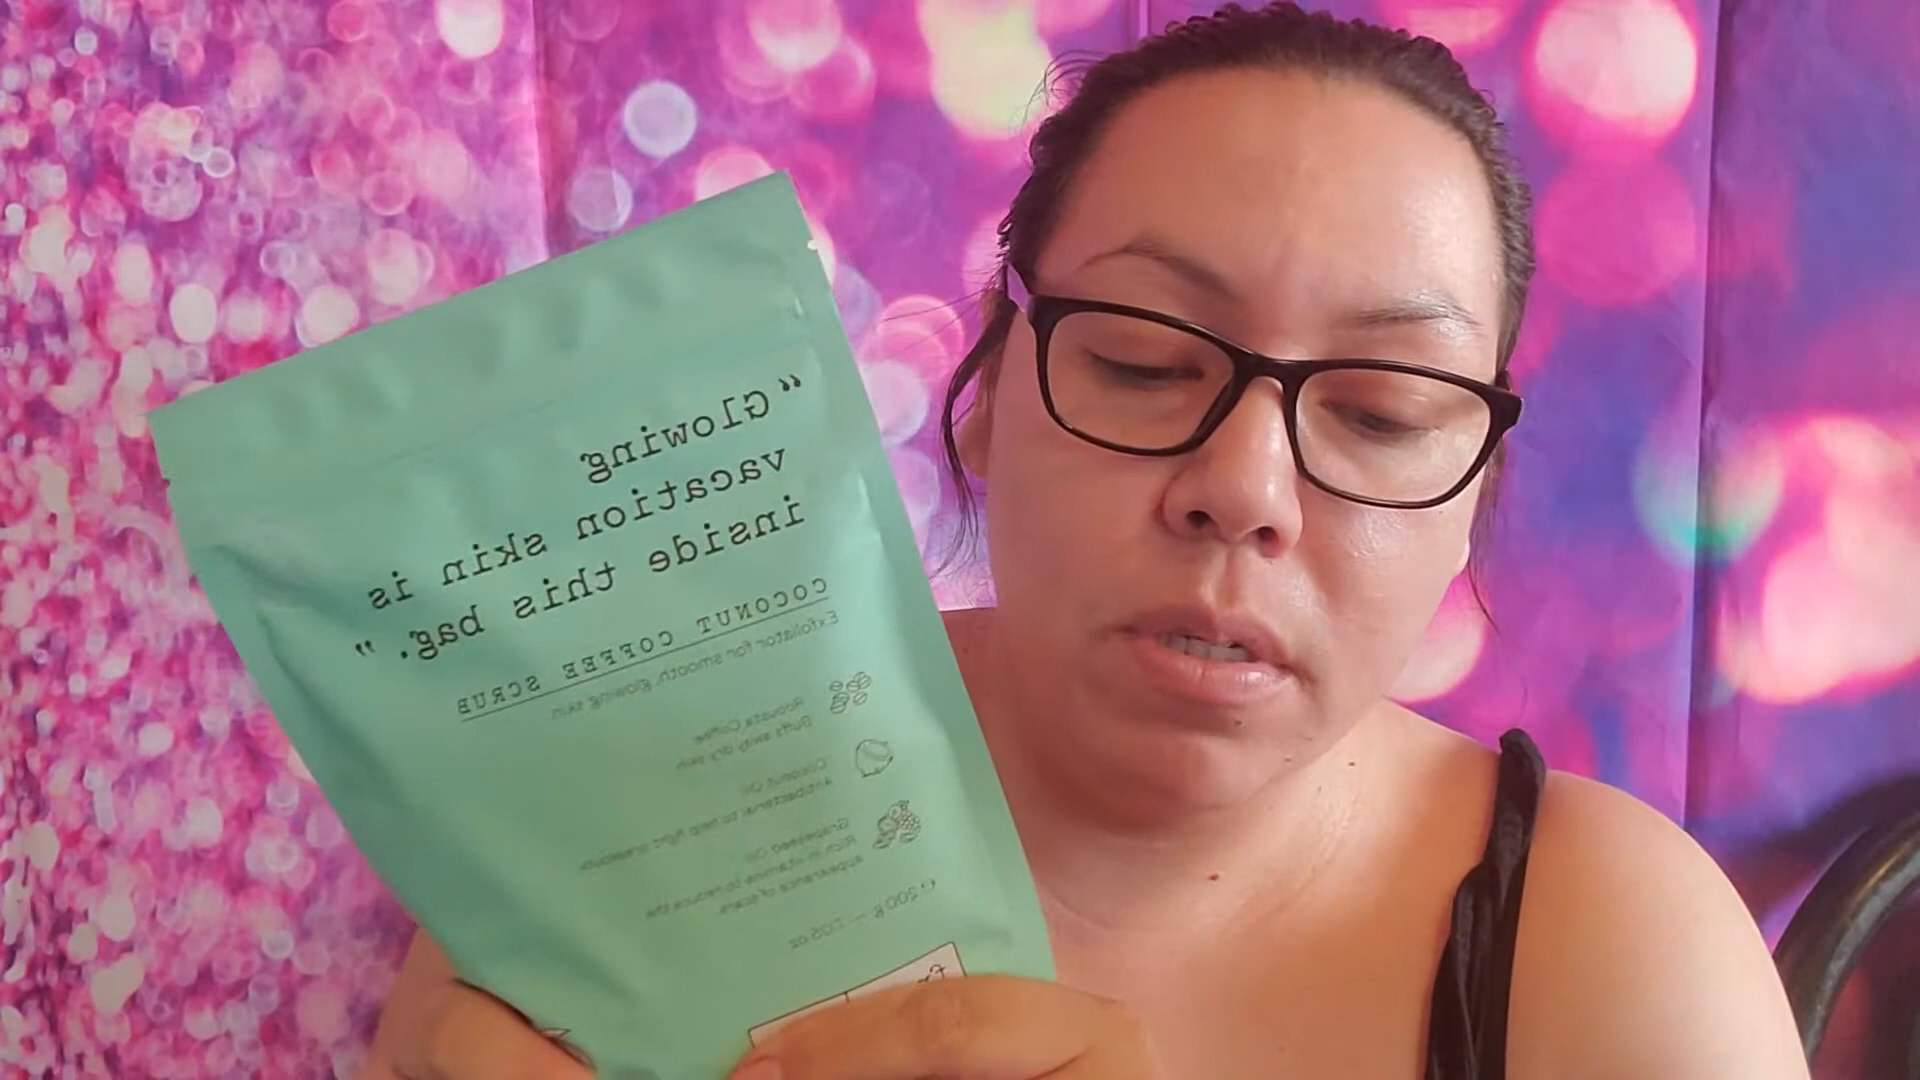 "Glowing
vacation skin is
inside this bag."
COCONUT COFFEE SCRUB
Exfoliator for smooth, glowing skin
Robusta Coffee
Buffs away dry skin
Coconut Oil
Antibacterial to help fight breakouts
Grapeseed Oil
Rich in vitamins to reduce the
appearance of scars
e 200 g — 7.05 oz